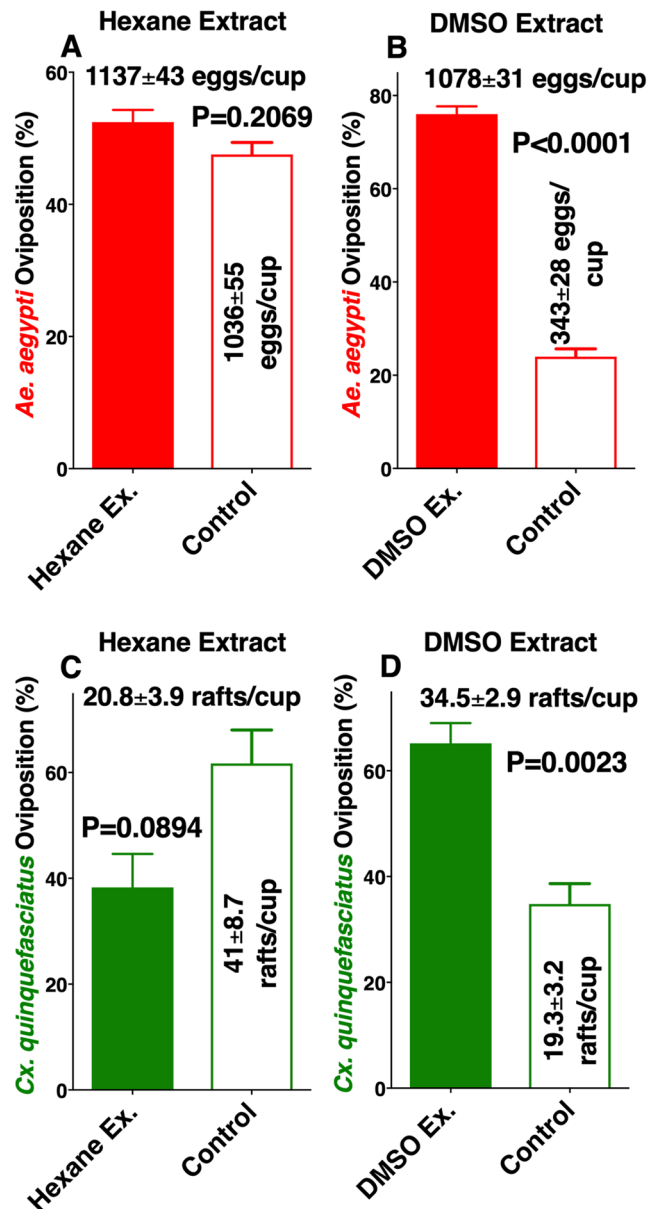 Hexane Extract
A
1137±43 eggs/cup
P=0.2069
60
40
20
0
Ae. aegypti Oviposition (%)
1036±55
eggs/cup
Hexane Ex.
Control
DMSO Extract
B
1078±31 eggs/cup
P<0.0001
80
60
40
20
0
Ae. aegypti Oviposition (%)
343±28 eggs/
cup
DMSO Ex.
Control
Hexane Extract
C
20.8±3.9 rafts/cup
P=0.0894
60
40
20
0
Cx. quinquefasciatus Oviposition (%)
41±8.7
rafts/cup
Hexane Ex.
Control
DMSO Extract
D
34.5±2.9 rafts/cup
P=0.0023
60
40
20
0
Cx. quinquefasciatus Oviposition (%)
19.3±3.2
rafts/cup
DMSO Ex.
Control